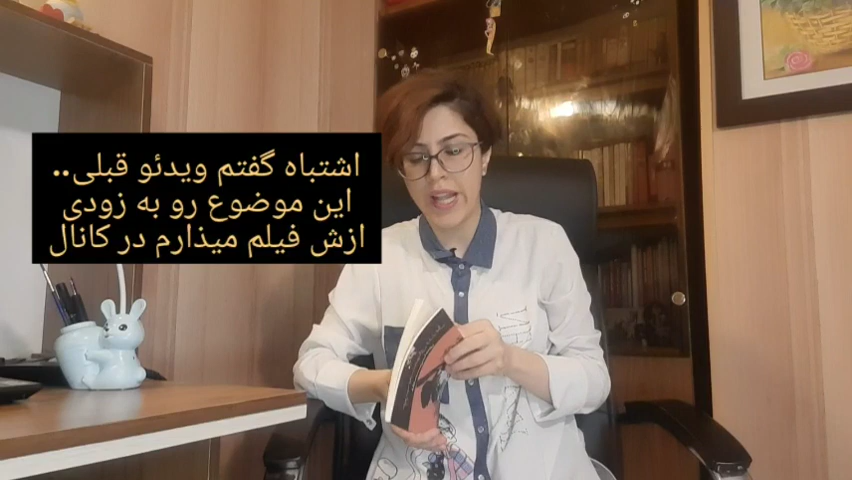 اشتباه گفتم ویدئو قبلی..
این موضوع رو به زودی
ازش فیلم میذارم در کانال